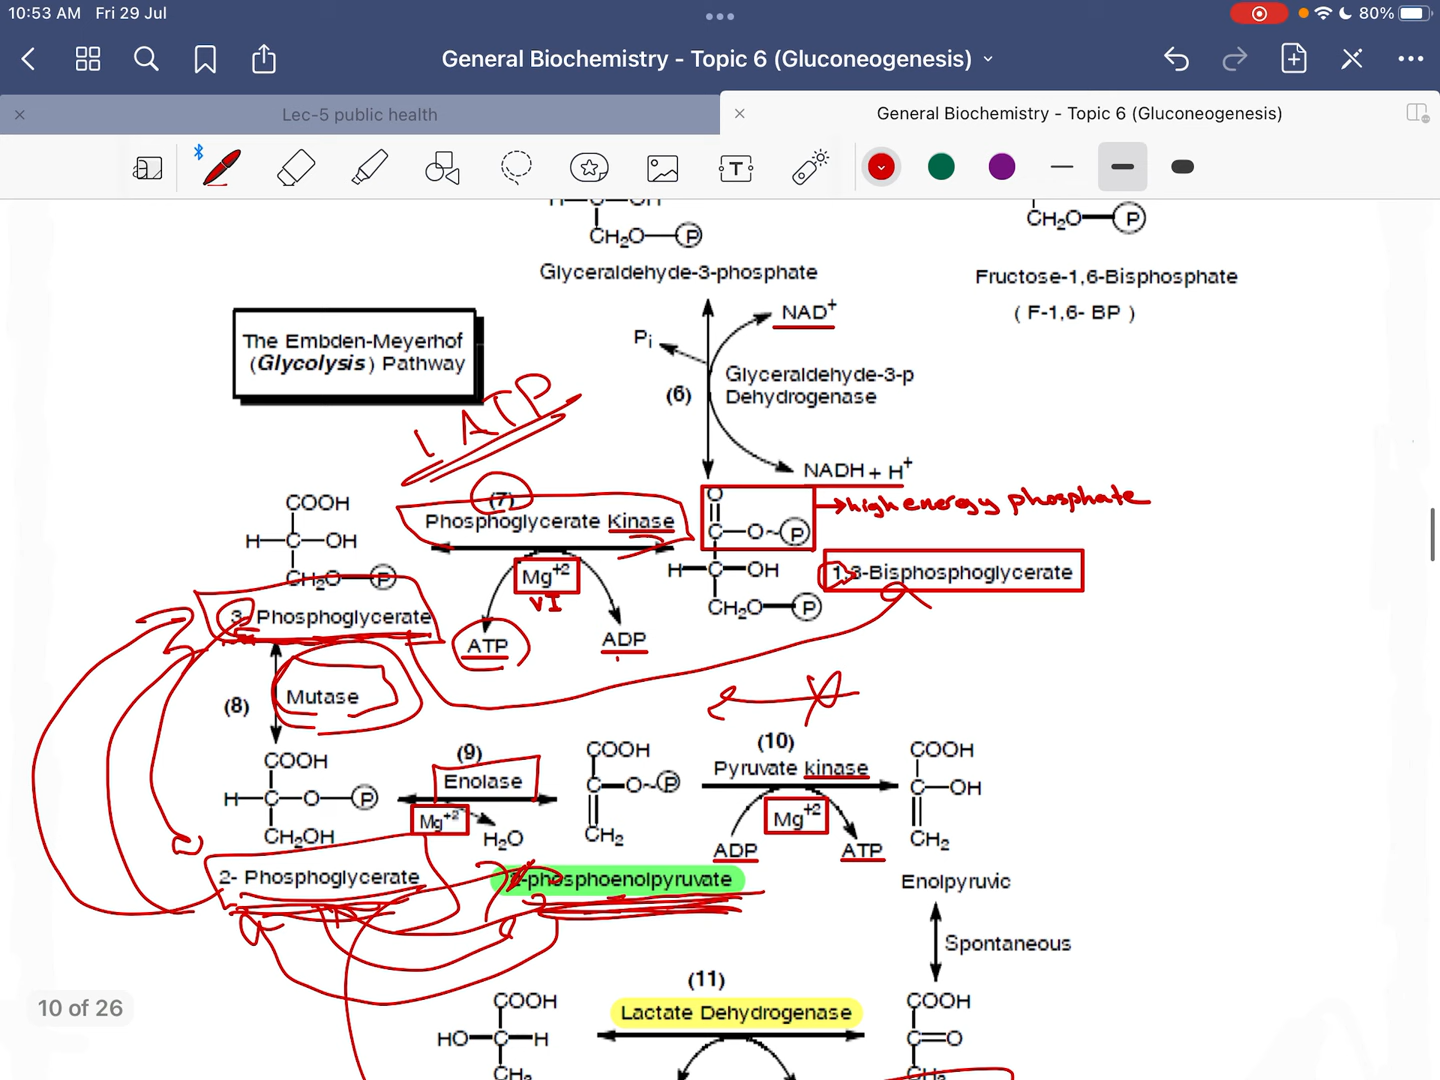 10:53 AM Fri 29 Jul
80%
General Biochemistry - Topic 6 (Gluconeogenesis)
Lec-5 public health
General Biochemistry - Topic 6 (Gluconeogenesis)
T
H—C—OH
CH₂O—P
CH₂O—P
Glyceraldehyde-3-phosphate
Fructose-1,6-Bisphosphate
( F-1,6- BP )
The Embden-Meyerhof
(Glycolysis) Pathway
NAD+
Pi
(6)
Glyceraldehyde-3-p
Dehydrogenase
NADH + H+
1 ATP
COOH
H—C—OH
CH₂O—P
(7)
Phosphoglycerate Kinase
Mg+2
VI
ATP
ADP
O
C—O~P
H—C—OH
CH₂O—P
high energy phosphate
1,3-Bisphosphoglycerate
3- Phosphoglycerate
(8)
Mutase
COOH
H—C—O—P
CH₂OH
(9)
Enolase
Mg+2
H₂O
COOH
C—O~P
CH₂
(10)
Pyruvate kinase
Mg+2
ADP
ATP
COOH
C—OH
CH₂
2- Phosphoglycerate
-phosphoenolpyruvate
Enolpyruvic
Spontaneous
(11)
Lactate Dehydrogenase
COOH
HO—C—H
CH₃
COOH
C=O
CH₃
10 of 26